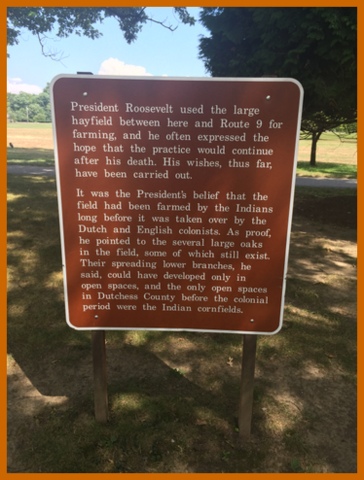 President Roosevelt used the large
hayfield between here and Route 9 for
farming, and he often expressed the
hope that the practice would continue
after his death. His wishes, thus far,
have been carried out.
It was the President's belief that the
field had been farmed by the Indians
long before it was taken over by the
Dutch and English colonists. As proof,
he pointed to the several large oaks
in the field, some of which still exist.
Their spreading lower branches, he
said, could have developed only in
open spaces, and the only open spaces
in Dutchess County before the colonial
period were the Indian cornfields.